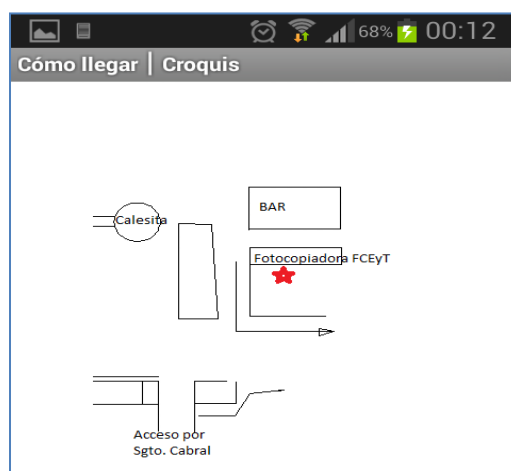 68% 00:12
Cómo llegar | Croquis
BAR
Calesita
Fotocopiadora FCEyT
Acceso por
Sgto. Cabral